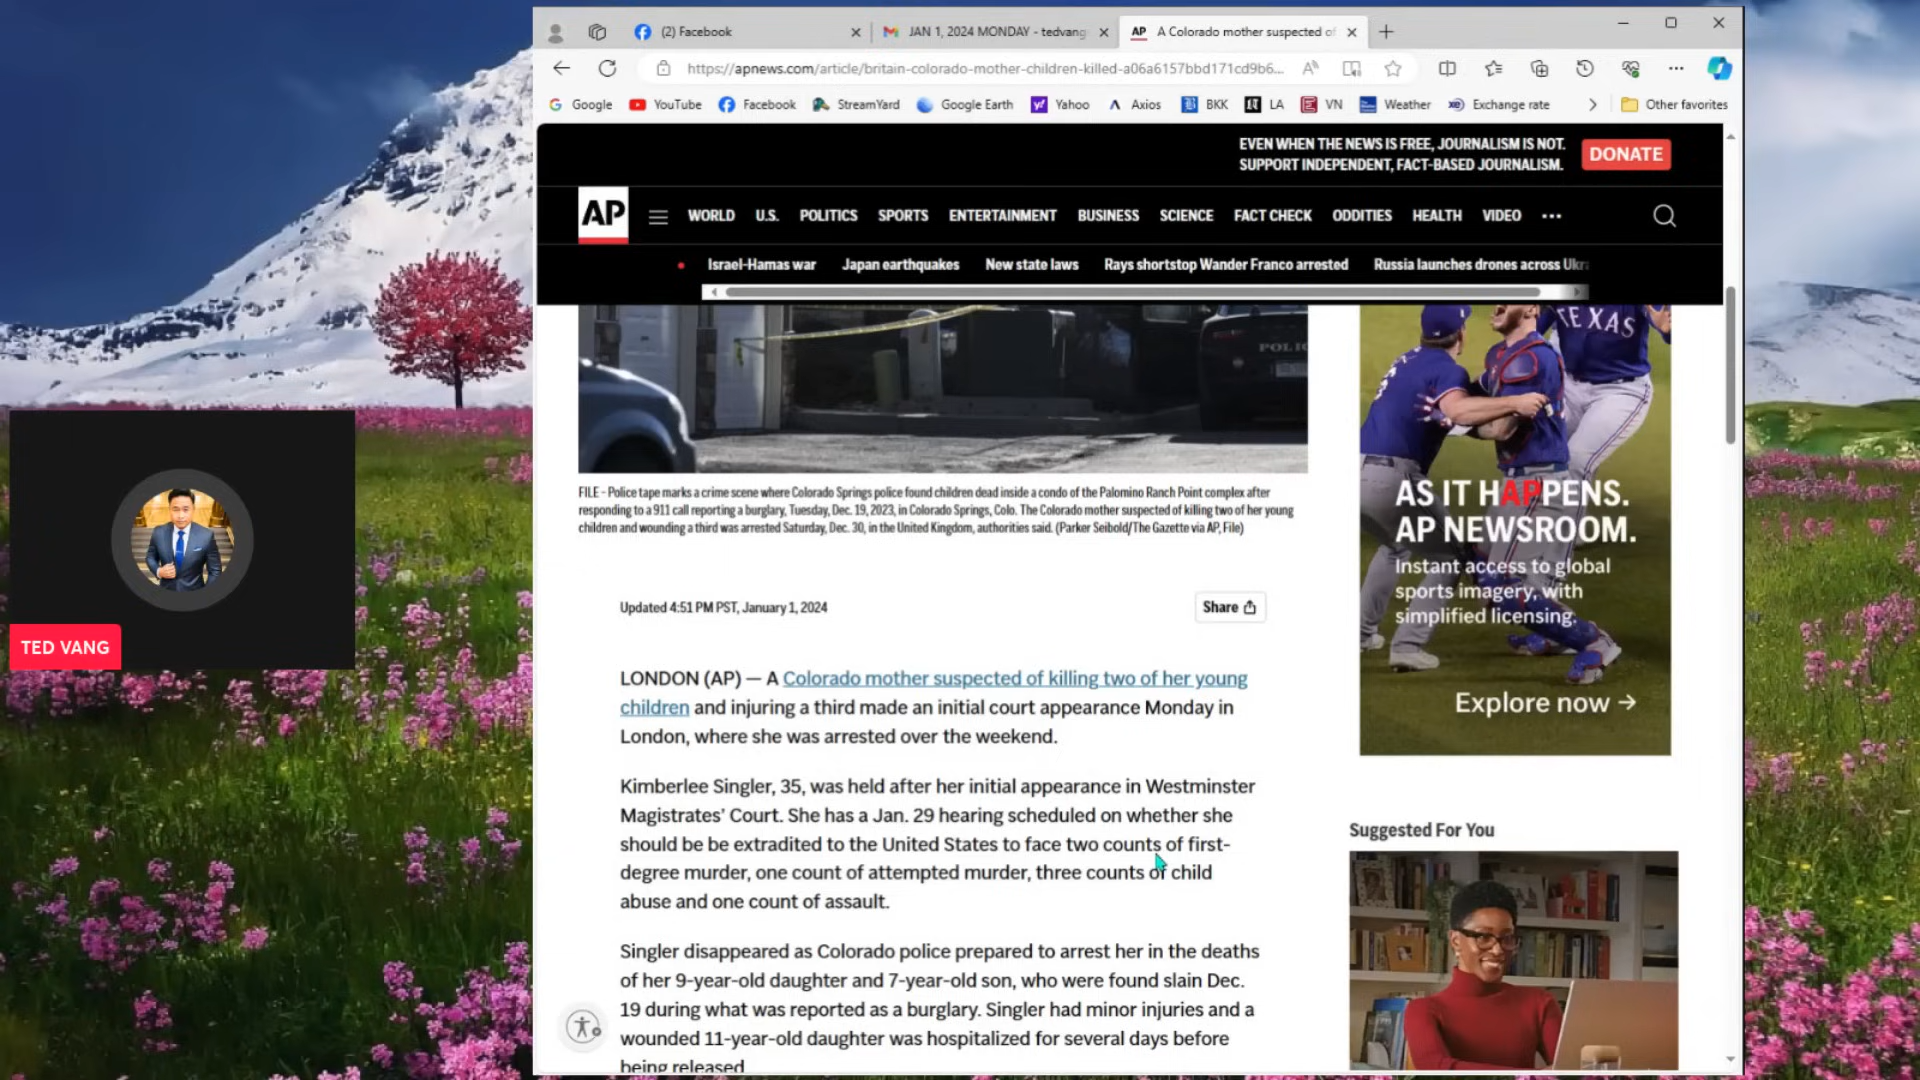 (2) Facebook
JAN 1, 2024 MONDAY - tedvang
AP A Colorado mother suspected of
https://apnews.com/article/britain-colorado-mother-children-killed-a06a6157bbd171cd9b6...
Google YouTube Facebook StreamYard Google Earth Yahoo Axios BKK LA VN Weather Exchange rate Other favorites
EVEN WHEN THE NEWS IS FREE, JOURNALISM IS NOT.
SUPPORT INDEPENDENT, FACT-BASED JOURNALISM.
DONATE
AP WORLD U.S. POLITICS SPORTS ENTERTAINMENT BUSINESS SCIENCE FACT CHECK ODDITIES HEALTH VIDEO
Israel-Hamas war Japan earthquakes New state laws Rays shortstop Wander Franco arrested Russia launches drones across Ukra
POLIC
TEXAS
FILE - Police tape marks a crime scene where Colorado Springs police found children dead inside a condo of the Palomino Ranch Point complex after
responding to a 911 call reporting a burglary, Tuesday, Dec. 19, 2023, in Colorado Springs, Colo. The Colorado mother suspected of killing two of her young
children and wounding a third was arrested Saturday, Dec. 30, in the United Kingdom, authorities said. (Parker Seibold/The Gazette via AP, File)
Updated 4:51 PM PST, January 1, 2024
Share
LONDON (AP) — A Colorado mother suspected of killing two of her young
children and injuring a third made an initial court appearance Monday in
London, where she was arrested over the weekend.
Kimberlee Singler, 35, was held after her initial appearance in Westminster
Magistrates' Court. She has a Jan. 29 hearing scheduled on whether she
should be be extradited to the United States to face two counts of first-
degree murder, one count of attempted murder, three counts of child
abuse and one count of assault.
Singler disappeared as Colorado police prepared to arrest her in the deaths
of her 9-year-old daughter and 7-year-old son, who were found slain Dec.
19 during what was reported as a burglary. Singler had minor injuries and a
wounded 11-year-old daughter was hospitalized for several days before
being released
AS IT HAPPENS.
AP NEWSROOM.
Instant access to global
sports imagery, with
simplified licensing.
Explore now →
Suggested For You
TED VANG